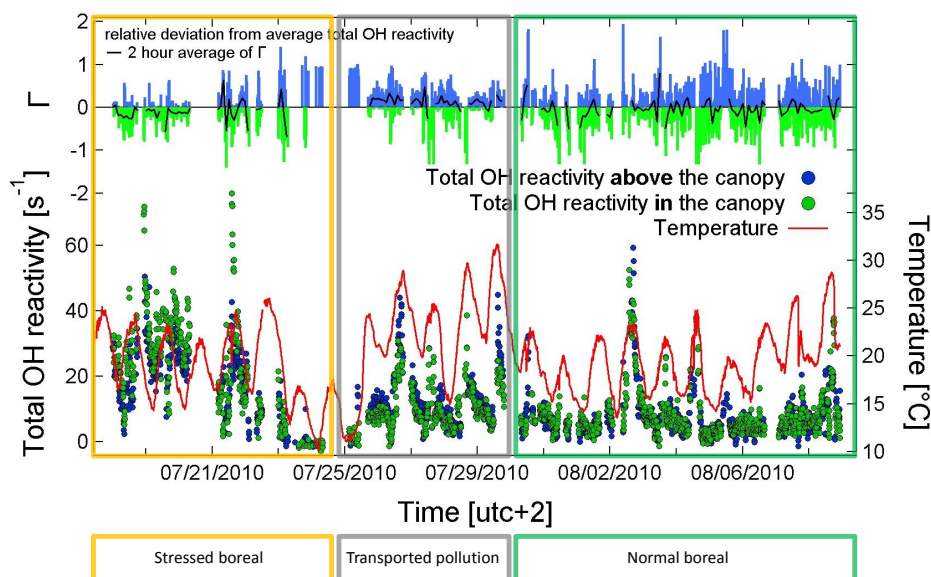 relative deviation from average total OH reactivity
— 2 hour average of Γ
2
1
0
-1
-2
Γ
Total OH reactivity above the canopy
Total OH reactivity in the canopy
Temperature
60
40
20
0
Total OH reactivity [s⁻¹]
35
30
25
20
15
10
Temperature [°C]
07/21/2010
07/25/2010
07/29/2010
08/02/2010
08/06/2010
Time [utc+2]
Stressed boreal
Transported pollution
Normal boreal